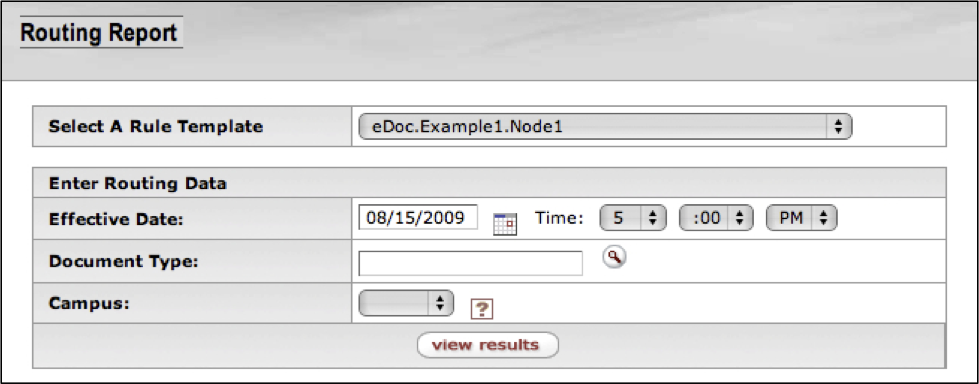 Routing Report
Select A Rule Template eDoc.Example1.Node1
Enter Routing Data
Effective Date: 08/15/2009 Time: 5 :00 PM
Document Type:
Campus: ?
view results